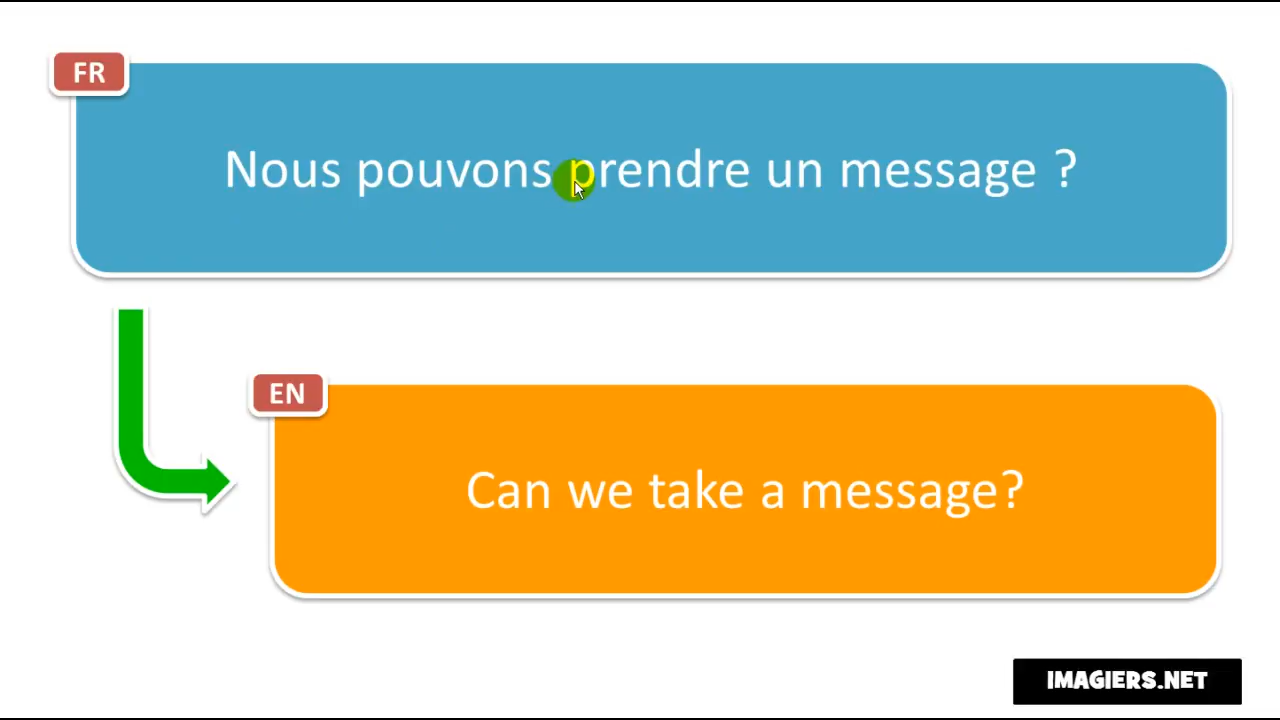 FR
Nous pouvons prendre un message ?
EN
Can we take a message?
IMAGIERS.NET